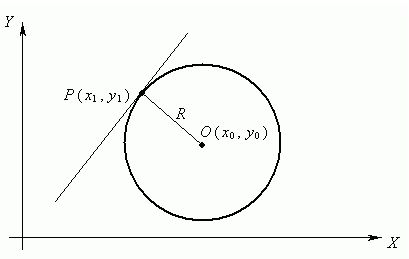 Y
P(x₁, y₁)
R
O(x₀, y₀)
X